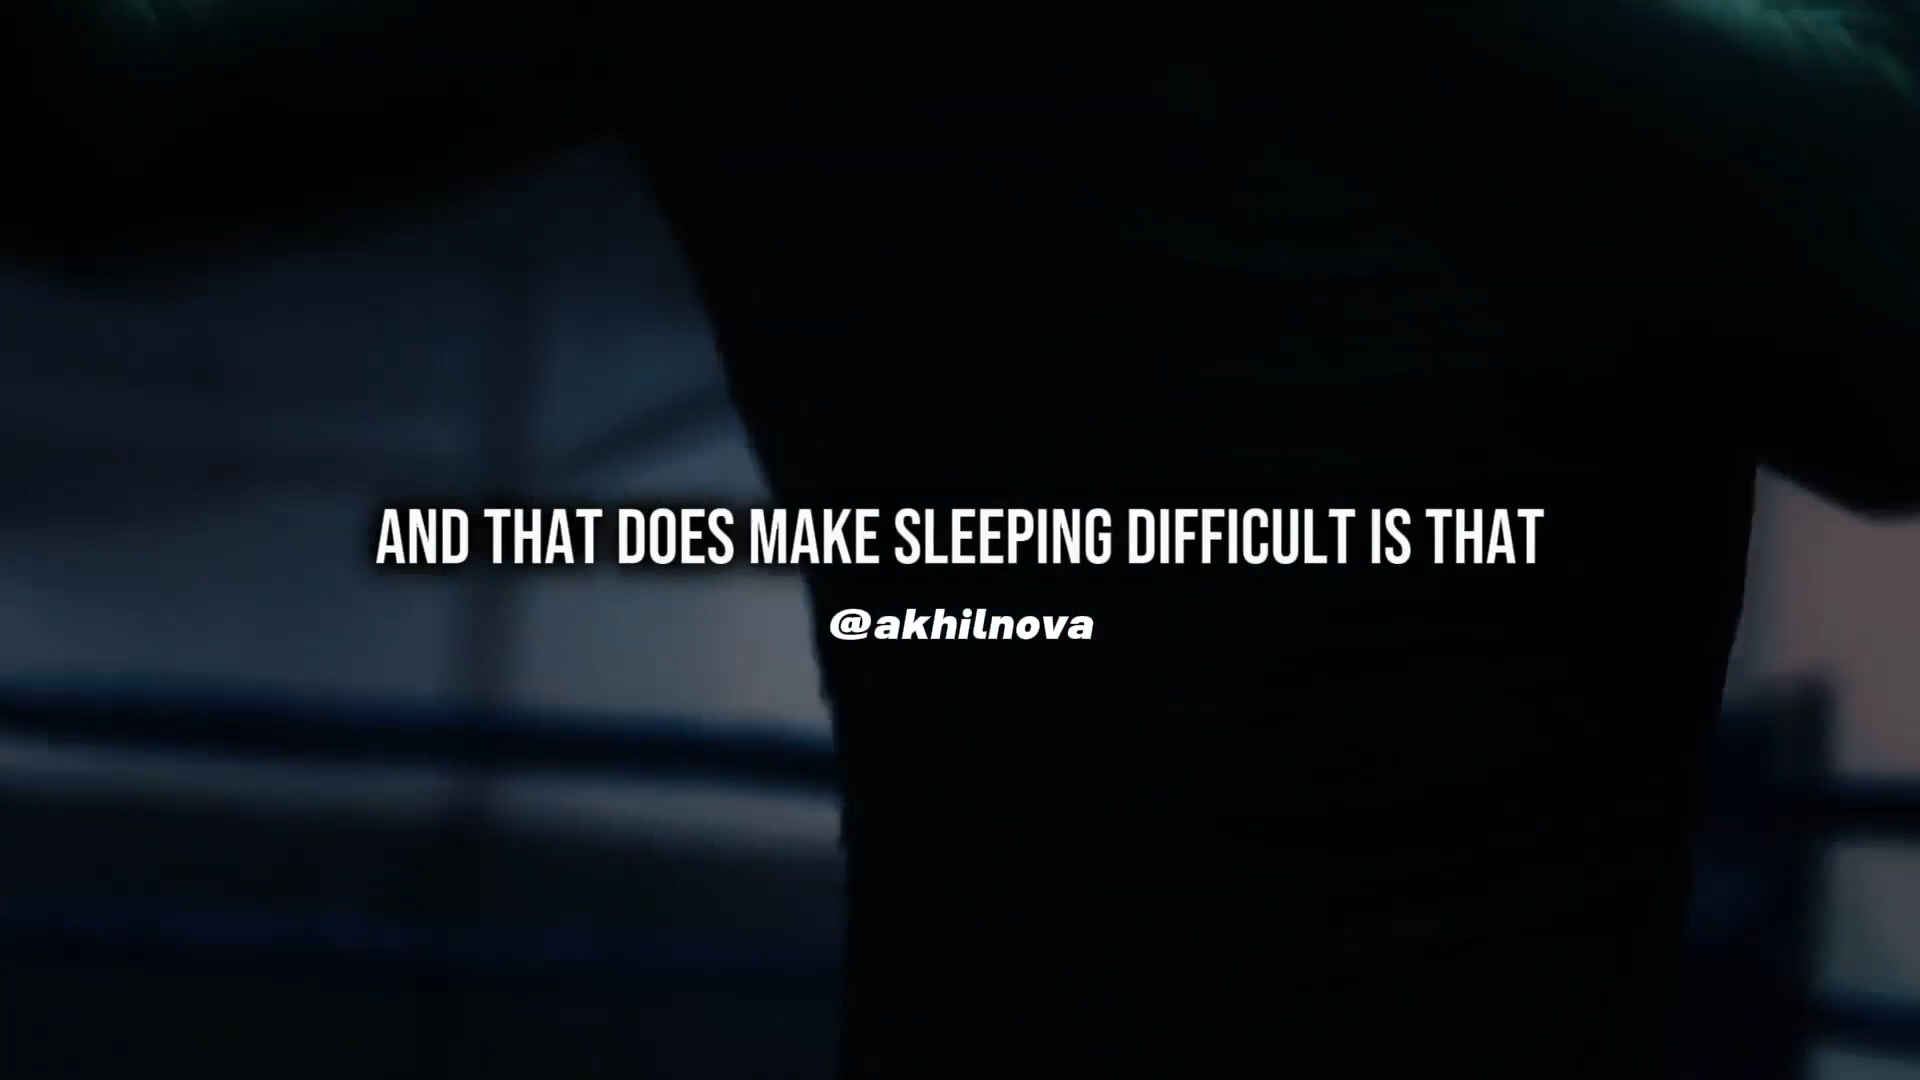 AND THAT DOES MAKE SLEEPING DIFFICULT IS THAT
@akhilnova